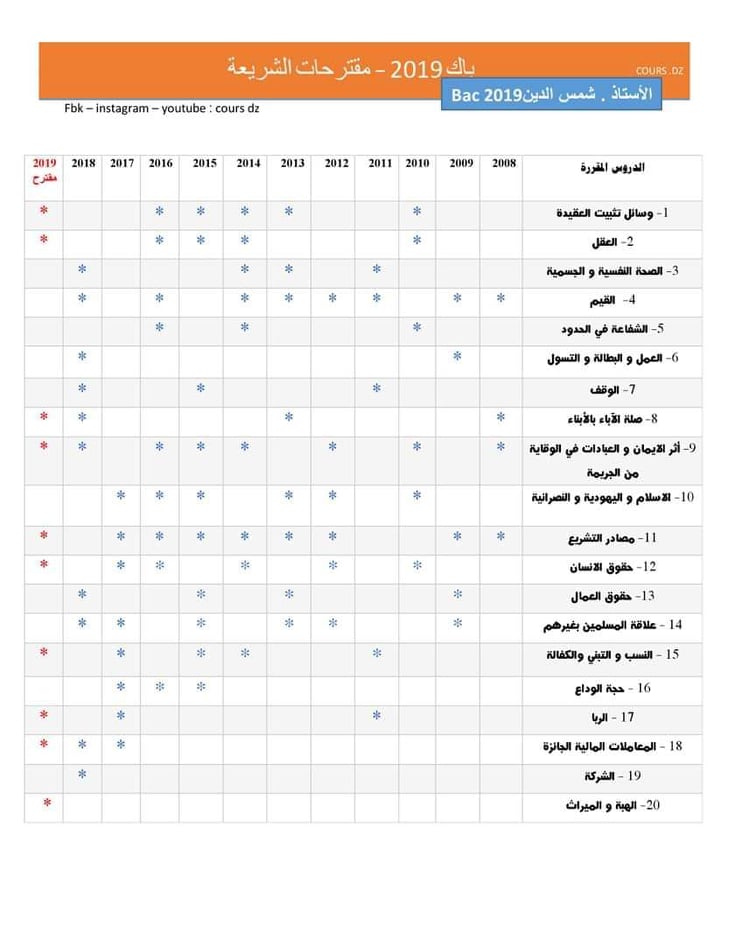 باك 2019 – مقترحات الشريعة
COURS .DZ
الأستاذ . شمس الدين Bac 2019
Fbk – instagram – youtube : cours dz
الدروس المقررة 2008 2009 2010 2011 2012 2013 2014 2015 2016 2017 2018 2019 مقترح
1- وسائل تثبيت العقيدة * * * * * *
2- العقل * * * * *
3- الصحة النفسية و الجسمية * * * *
4- القيم * * * * * * * *
5- الشفاعة في الحدود * * *
6- العمل و البطالة و التسول * *
7- الوقف * * *
8- صلة الآباء بالأبناء * * * *
9- أثر الايمان و العبادات في الوقاية * * * * * * * *
من الجريمة
10- الاسلام و اليهودية و النصرانية * * * * * *
11- مصادر التشريع * * * * * * * * *
12- حقوق الانسان * * * * * *
13- حقوق العمال * * * *
14 - علاقة المسلمين بغيرهم * * * * * *
15 - النسب و التبني والكفالة * * * * *
16 - حجة الوداع * * *
17 - الربا * * *
18 - المعاملات المالية الجائزة * * *
19 - الشركة *
20- الهبة و الميراث *